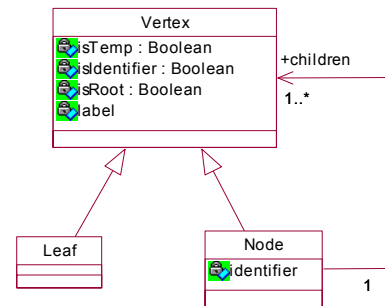 Vertex
isTemp : Boolean
isIdentifier : Boolean
isRoot : Boolean
label
+children
1..*
Leaf
Node
identifier
1